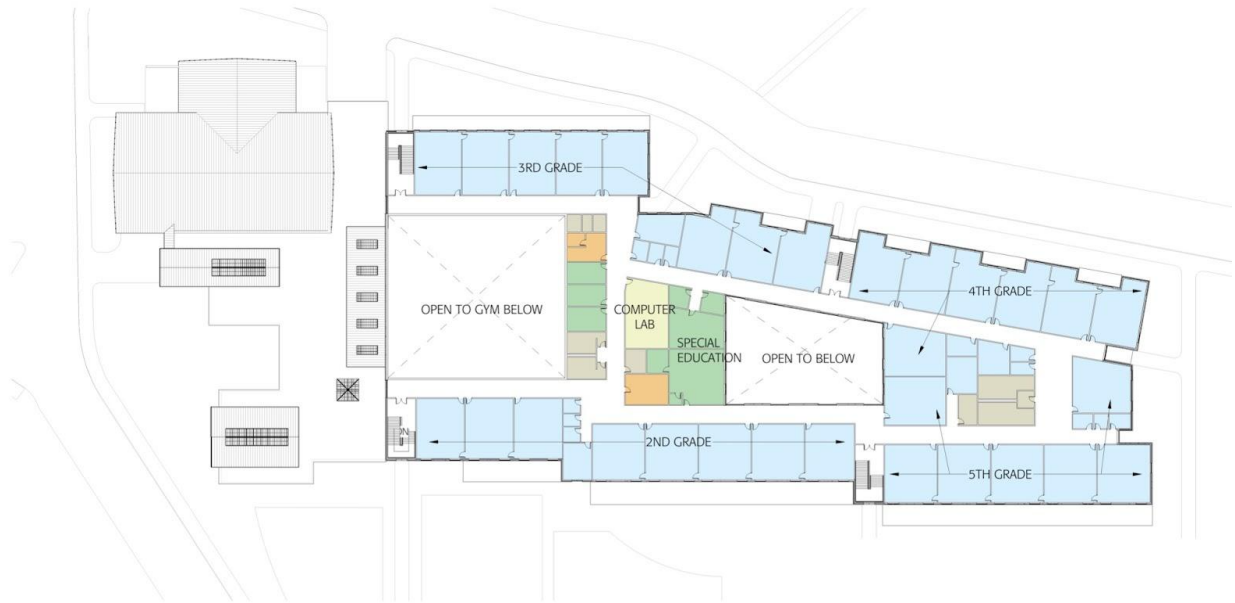 3RD GRADE
4TH GRADE
OPEN TO GYM BELOW
COMPUTER
LAB
SPECIAL
EDUCATION
OPEN TO BELOW
DN
2ND GRADE
5TH GRADE